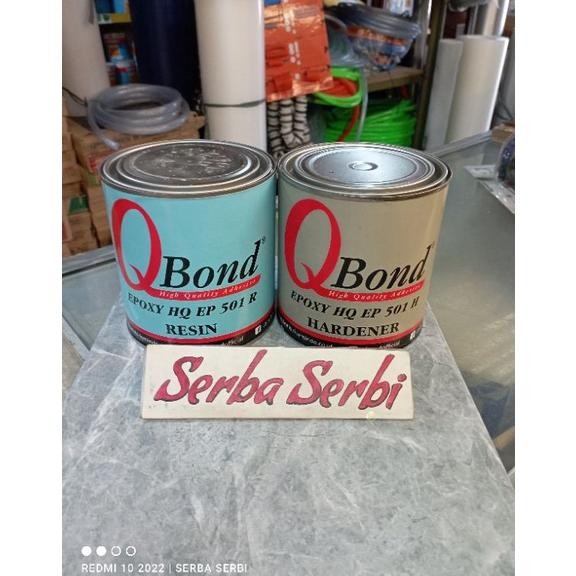 QBond®
High Quality Adhesive
EPOXY HQ EP 501 R
RESIN
QBond
High Quality Adhesive
EPOXY HQ EP 501 H
HARDENER
Serba Serbi
REDMI 10 2022 | SERBA SERBI